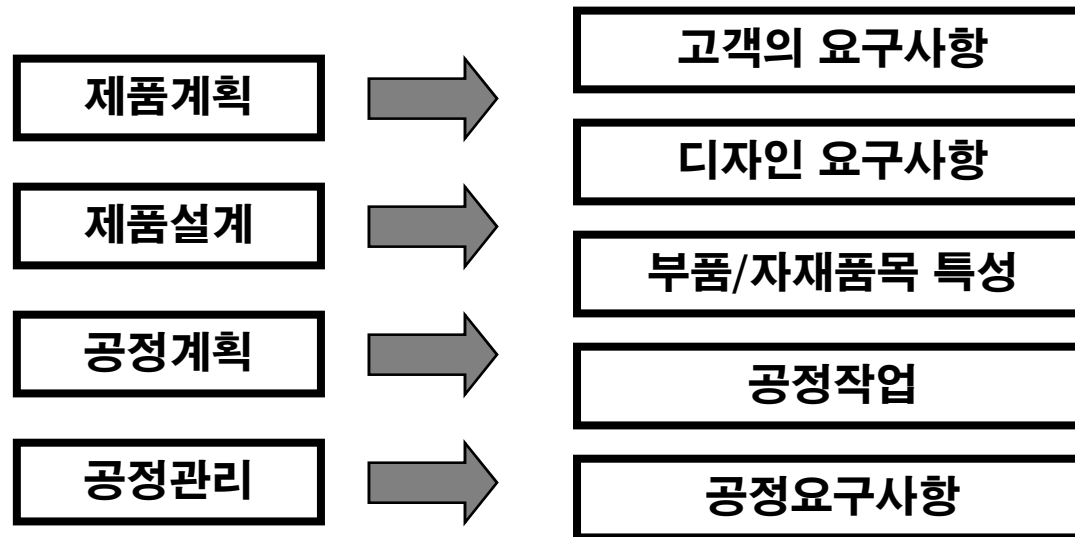 제품계획
제품설계
공정계획
공정관리
고객의 요구사항
디자인 요구사항
부품/자재품목 특성
공정작업
공정요구사항